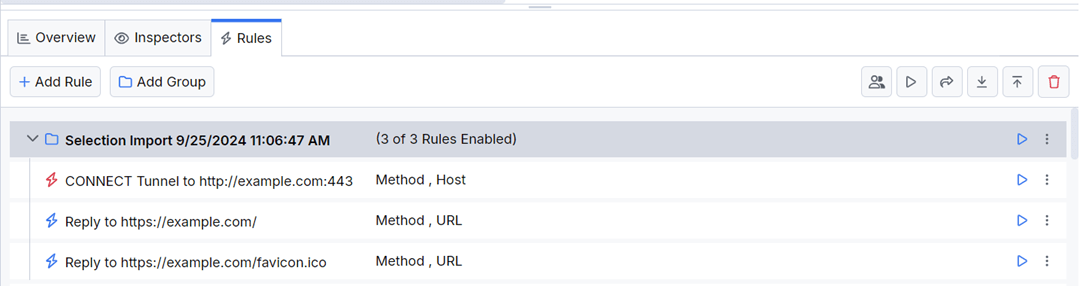 Overview Inspectors Rules
Add Rule Add Group
Selection Import 9/25/2024 11:06:47 AM (3 of 3 Rules Enabled)
CONNECT Tunnel to http://example.com:443 Method , Host
Reply to https://example.com/ Method , URL
Reply to https://example.com/favicon.ico Method , URL